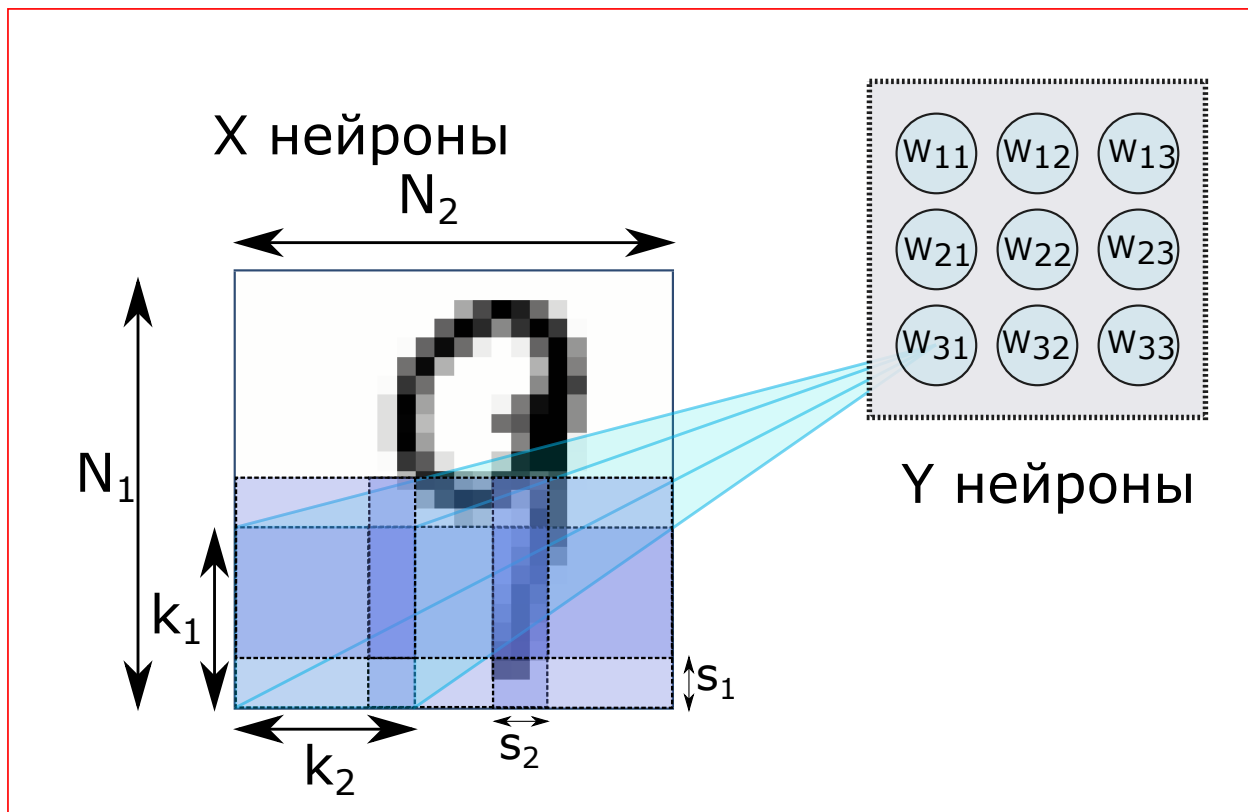 X нейроны
N2
N1
k1
k2
s2
s1
w11 w12 w13
w21 w22 w23
w31 w32 w33
Y нейроны